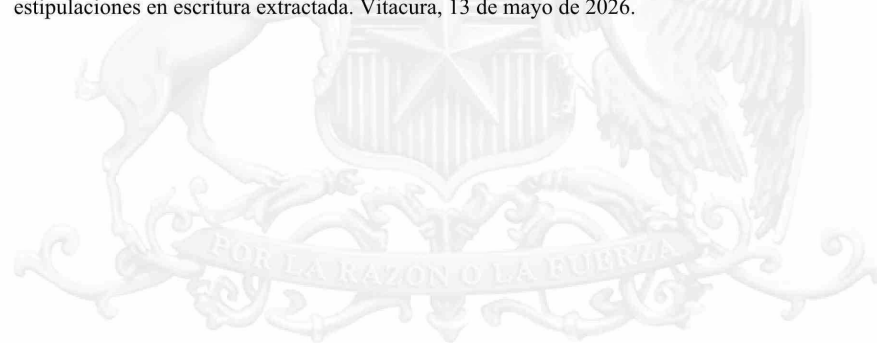 estipulaciones en escritura extractada. Vitacura, 13 de mayo de 2026.
POR LA RAZON O LA FUERZA